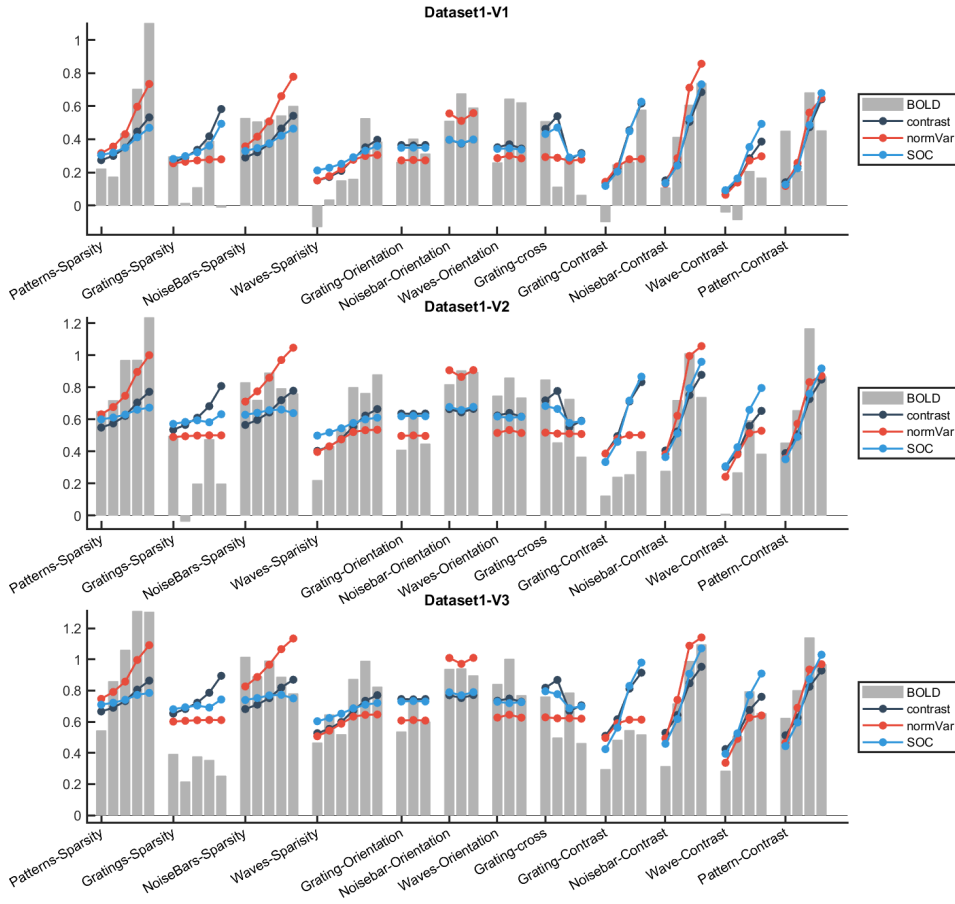 Dataset1-V1
1
0.8
0.6
0.4
0.2
0
BOLD
contrast
normVar
SOC
Patterns-Sparsity
Gratings-Sparsity
NoiseBars-Sparsity
Waves-Sparisity
Grating-Orientation
Noisebar-Orientation
Waves-Orientation
Grating-cross
Grating-Contrast
Noisebar-Contrast
Wave-Contrast
Pattern-Contrast
Dataset1-V2
1.2
1
0.8
0.6
0.4
0.2
0
BOLD
contrast
normVar
SOC
Patterns-Sparsity
Gratings-Sparsity
NoiseBars-Sparsity
Waves-Sparisity
Grating-Orientation
Noisebar-Orientation
Waves-Orientation
Grating-cross
Grating-Contrast
Noisebar-Contrast
Wave-Contrast
Pattern-Contrast
Dataset1-V3
1.2
1
0.8
0.6
0.4
0.2
0
BOLD
contrast
normVar
SOC
Patterns-Sparsity
Gratings-Sparsity
NoiseBars-Sparsity
Waves-Sparisity
Grating-Orientation
Noisebar-Orientation
Waves-Orientation
Grating-cross
Grating-Contrast
Noisebar-Contrast
Wave-Contrast
Pattern-Contrast